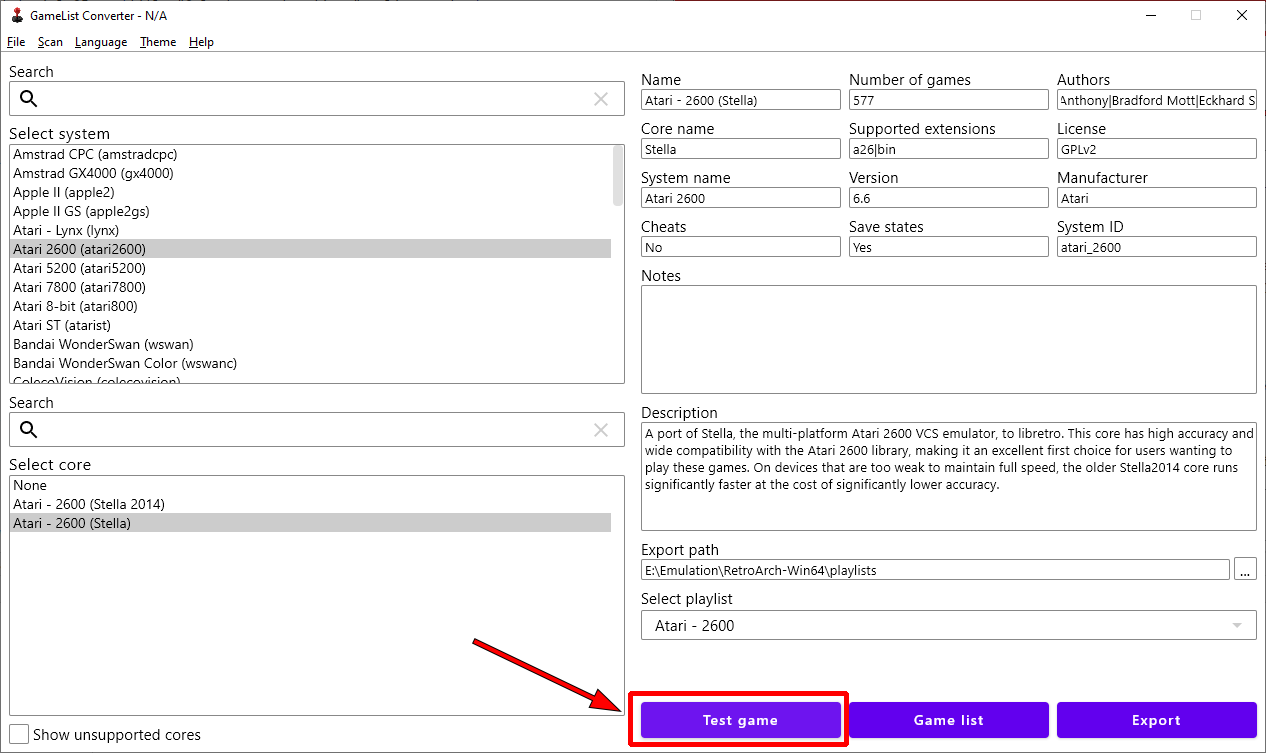 GameList Converter - N/A
File Scan Language Theme Help
Search
Select system
Amstrad CPC (amstradcpc)
Amstrad GX4000 (gx4000)
Apple II (apple2)
Apple II GS (apple2gs)
Atari - Lynx (lynx)
Atari 2600 (atari2600)
Atari 5200 (atari5200)
Atari 7800 (atari7800)
Atari 8-bit (atari800)
Atari ST (atarist)
Bandai WonderSwan (wswan)
Bandai WonderSwan Color (wswanc)
ColecoVision (colecovision)
Search
Select core
None
Atari - 2600 (Stella 2014)
Atari - 2600 (Stella)
Show unsupported cores
Name Number of games Authors
Atari - 2600 (Stella) 577 Anthony|Bradford Mott|Eckhard S
Core name Supported extensions License
Stella a26|bin GPLv2
System name Version Manufacturer
Atari 2600 6.6 Atari
Cheats Save states System ID
No Yes atari_2600
Notes
Description
A port of Stella, the multi-platform Atari 2600 VCS emulator, to libretro. This core has high accuracy and
wide compatibility with the Atari 2600 library, making it an excellent first choice for users wanting to
play these games. On devices that are too weak to maintain full speed, the older Stella2014 core runs
significantly faster at the cost of significantly lower accuracy.
Export path
E:\Emulation\RetroArch-Win64\playlists ...
Select playlist
Atari - 2600
Test game Game list Export